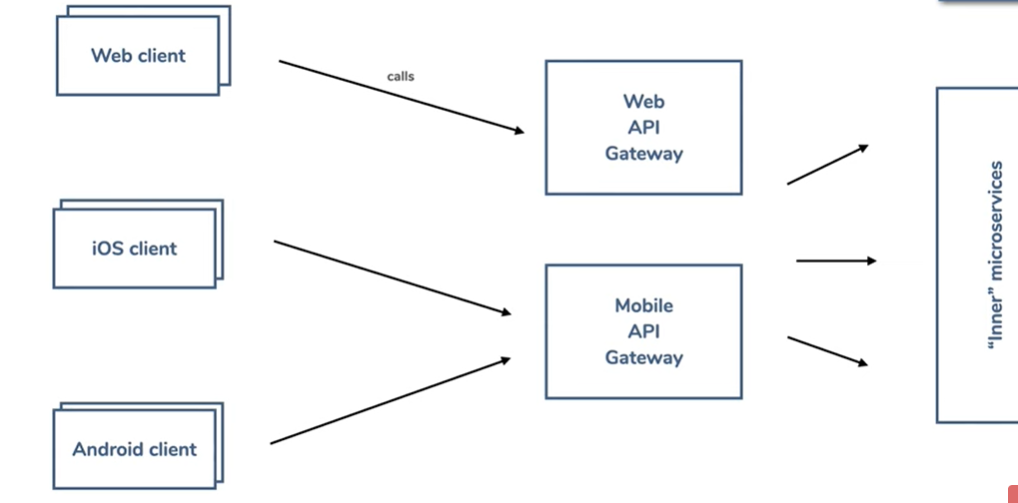 Web client
calls
Web
API
Gateway
iOS client
"Inner" microservices
Mobile
API
Gateway
Android client